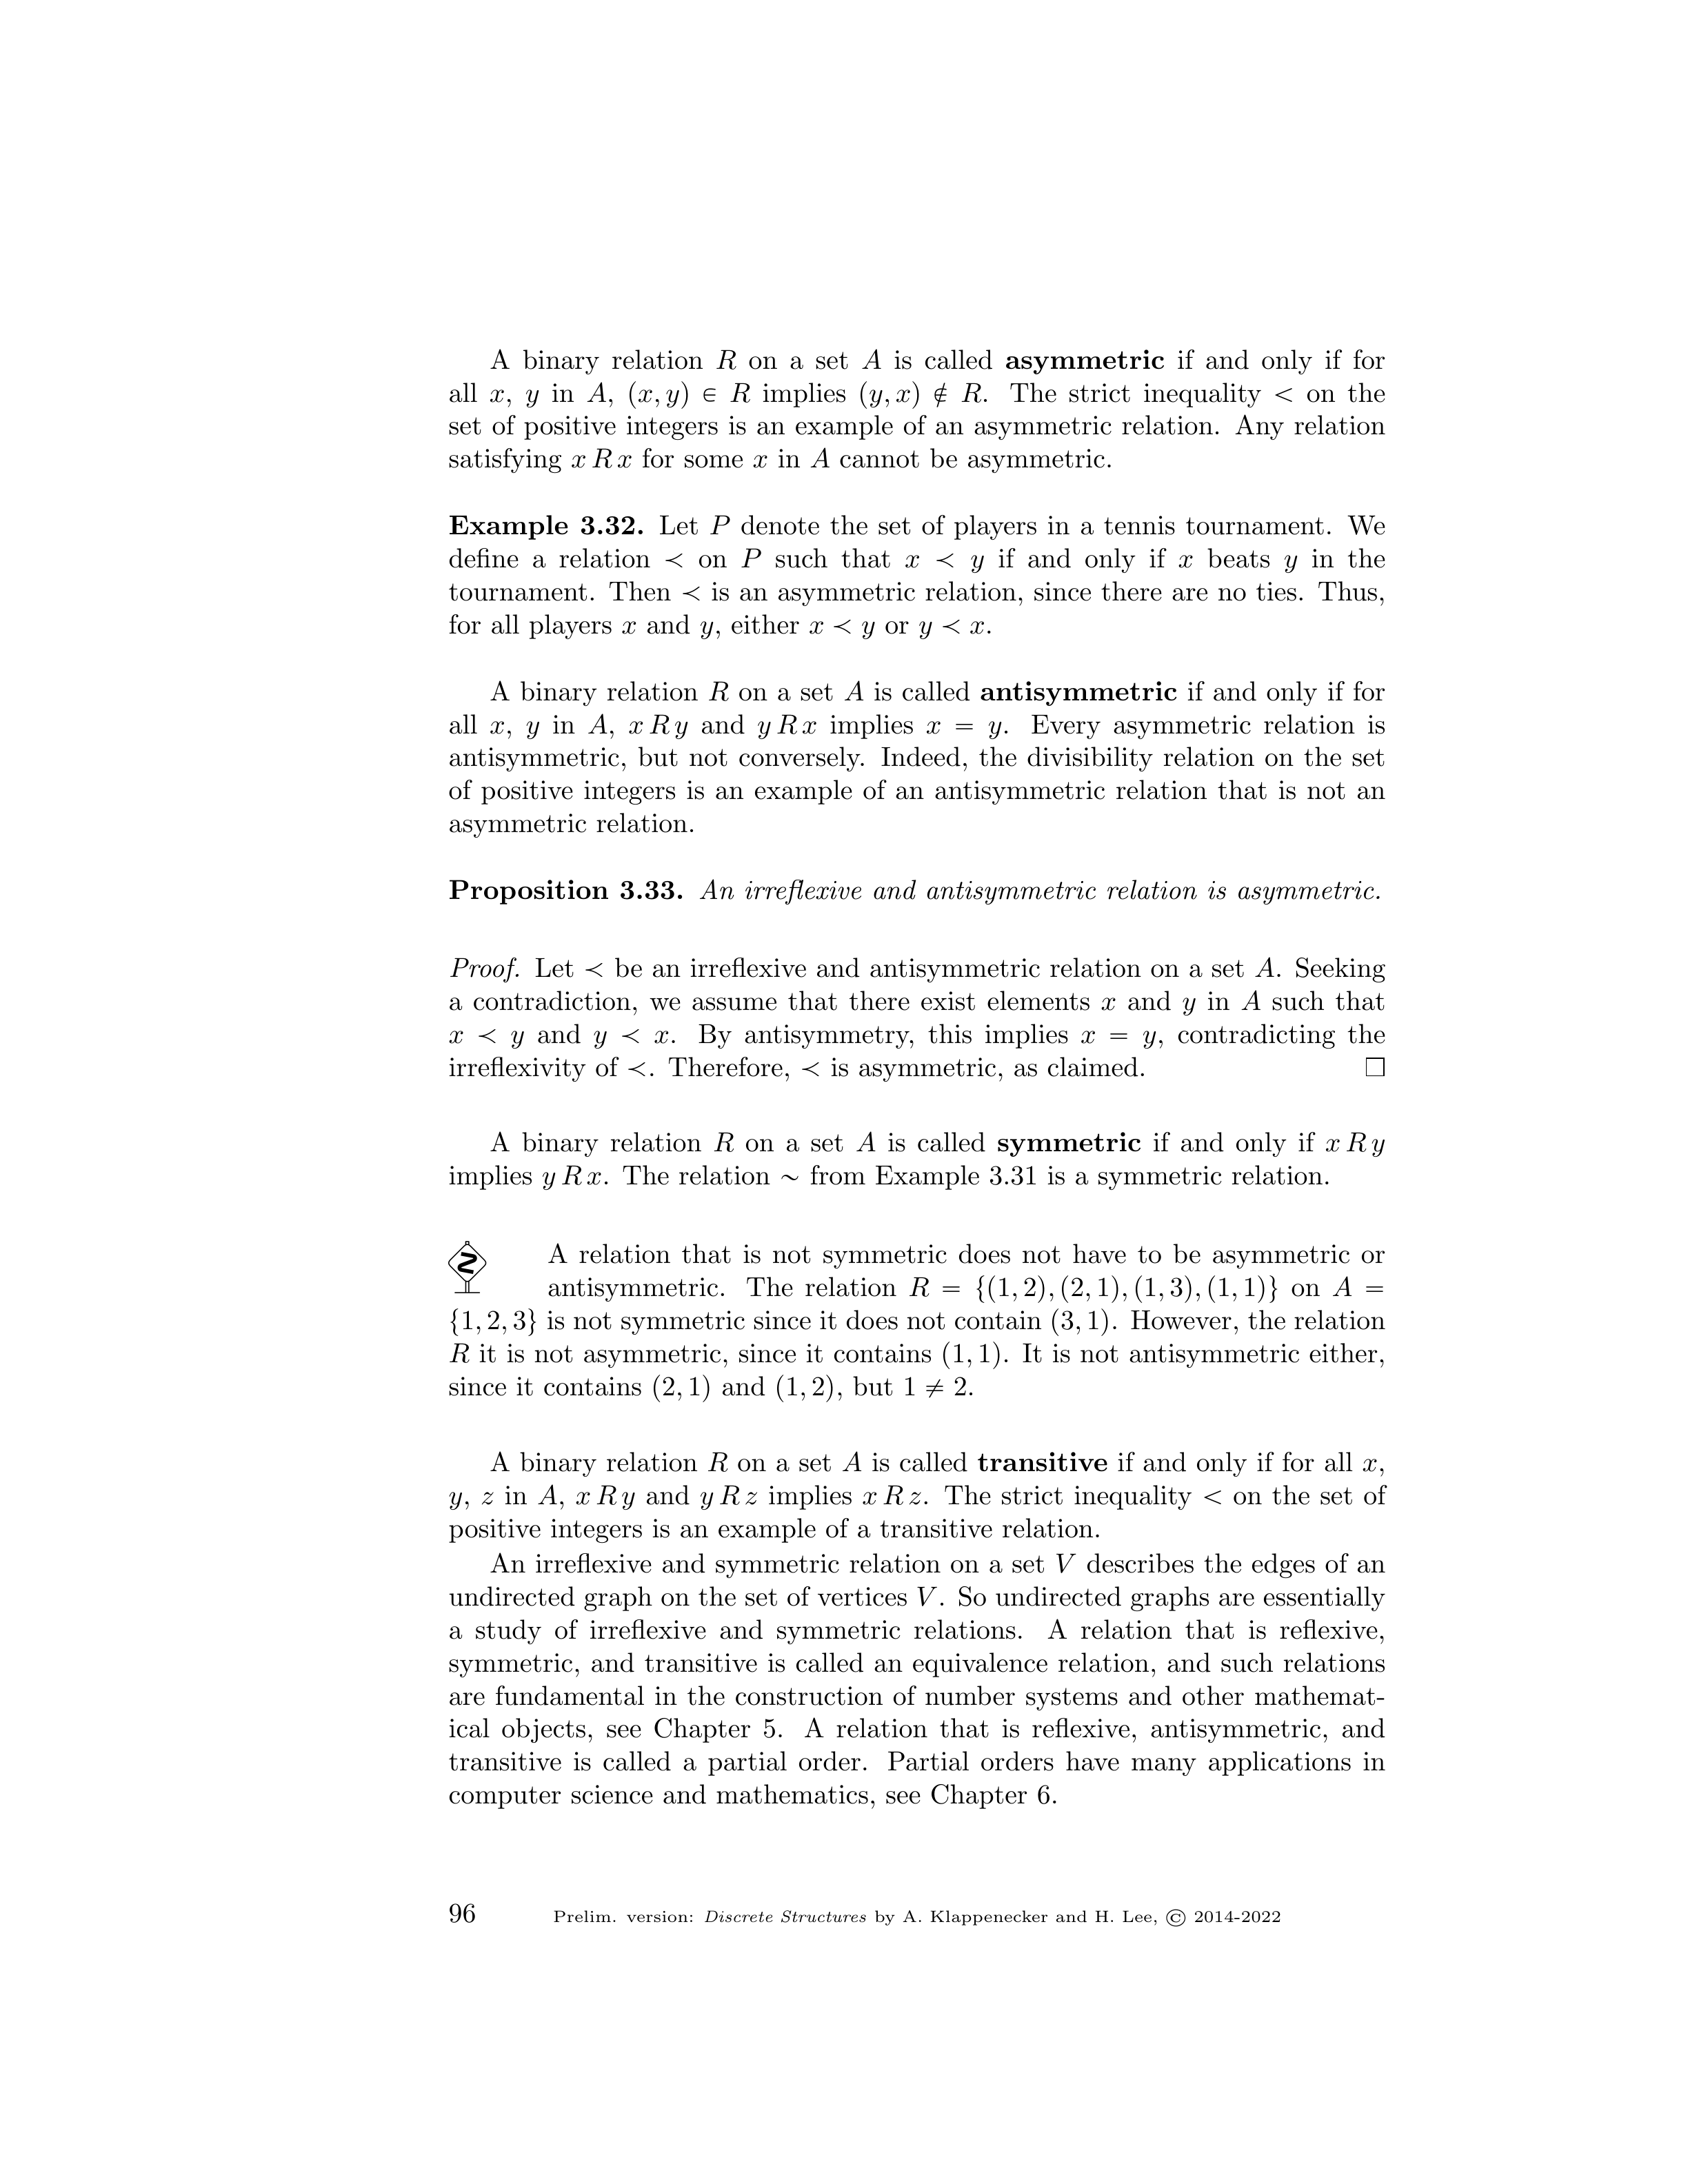 A binary relation R on a set A is called asymmetric if and only if for
all x, y in A, (x, y) ∈ R implies (y, x) ∉ R. The strict inequality < on the
set of positive integers is an example of an asymmetric relation. Any relation
satisfying x R x for some x in A cannot be asymmetric.
Example 3.32. Let P denote the set of players in a tennis tournament. We
define a relation ≺ on P such that x ≺ y if and only if x beats y in the
tournament. Then ≺ is an asymmetric relation, since there are no ties. Thus,
for all players x and y, either x ≺ y or y ≺ x.
A binary relation R on a set A is called antisymmetric if and only if for
all x, y in A, x R y and y R x implies x = y. Every asymmetric relation is
antisymmetric, but not conversely. Indeed, the divisibility relation on the set
of positive integers is an example of an antisymmetric relation that is not an
asymmetric relation.
Proposition 3.33. An irreflexive and antisymmetric relation is asymmetric.
Proof. Let ≺ be an irreflexive and antisymmetric relation on a set A. Seeking
a contradiction, we assume that there exist elements x and y in A such that
x ≺ y and y ≺ x. By antisymmetry, this implies x = y, contradicting the
irreflexivity of ≺. Therefore, ≺ is asymmetric, as claimed. □
A binary relation R on a set A is called symmetric if and only if x R y
implies y R x. The relation ∼ from Example 3.31 is a symmetric relation.
A relation that is not symmetric does not have to be asymmetric or
antisymmetric. The relation R = {(1, 2), (2, 1), (1, 3), (1, 1)} on A =
{1, 2, 3} is not symmetric since it does not contain (3, 1). However, the relation
R it is not asymmetric, since it contains (1, 1). It is not antisymmetric either,
since it contains (2, 1) and (1, 2), but 1 ≠ 2.
A binary relation R on a set A is called transitive if and only if for all x,
y, z in A, x R y and y R z implies x R z. The strict inequality < on the set of
positive integers is an example of a transitive relation.
An irreflexive and symmetric relation on a set V describes the edges of an
undirected graph on the set of vertices V. So undirected graphs are essentially
a study of irreflexive and symmetric relations. A relation that is reflexive,
symmetric, and transitive is called an equivalence relation, and such relations
are fundamental in the construction of number systems and other mathemat-
ical objects, see Chapter 5. A relation that is reflexive, antisymmetric, and
transitive is called a partial order. Partial orders have many applications in
computer science and mathematics, see Chapter 6.
96 Prelim. version: Discrete Structures by A. Klappenecker and H. Lee, © 2014-2022